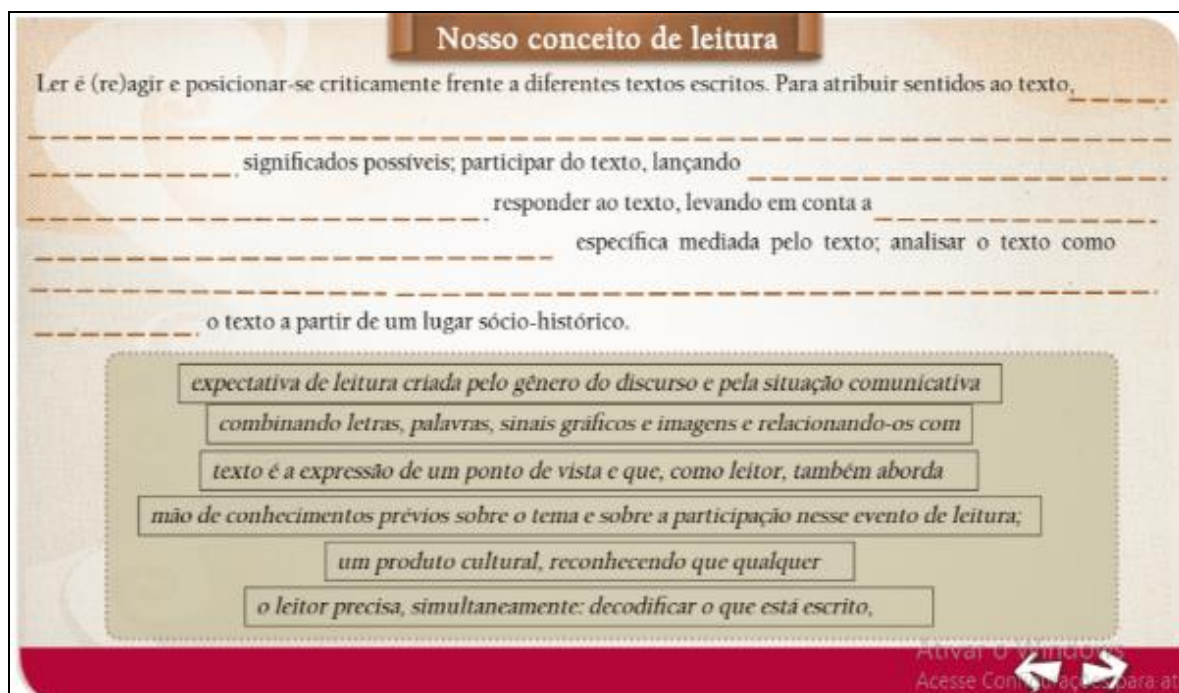 Nosso conceito de leitura
Ler é (re)agir e posicionar-se criticamente frente a diferentes textos escritos. Para atribuir sentidos ao texto,
significados possíveis; participar do texto, lançando
responder ao texto, levando em conta a
específica mediada pelo texto; analisar o texto como
o texto a partir de um lugar sócio-histórico.
expectativa de leitura criada pelo gênero do discurso e pela situação comunicativa
combinando letras, palavras, sinais gráficos e imagens e relacionando-os com
texto é a expressão de um ponto de vista e que, como leitor, também aborda
mão de conhecimentos prévios sobre o tema e sobre a participação nesse evento de leitura;
um produto cultural, reconhecendo que qualquer
o leitor precisa, simultaneamente: decodificar o que está escrito,
Ativar o Windows
Acesse para at